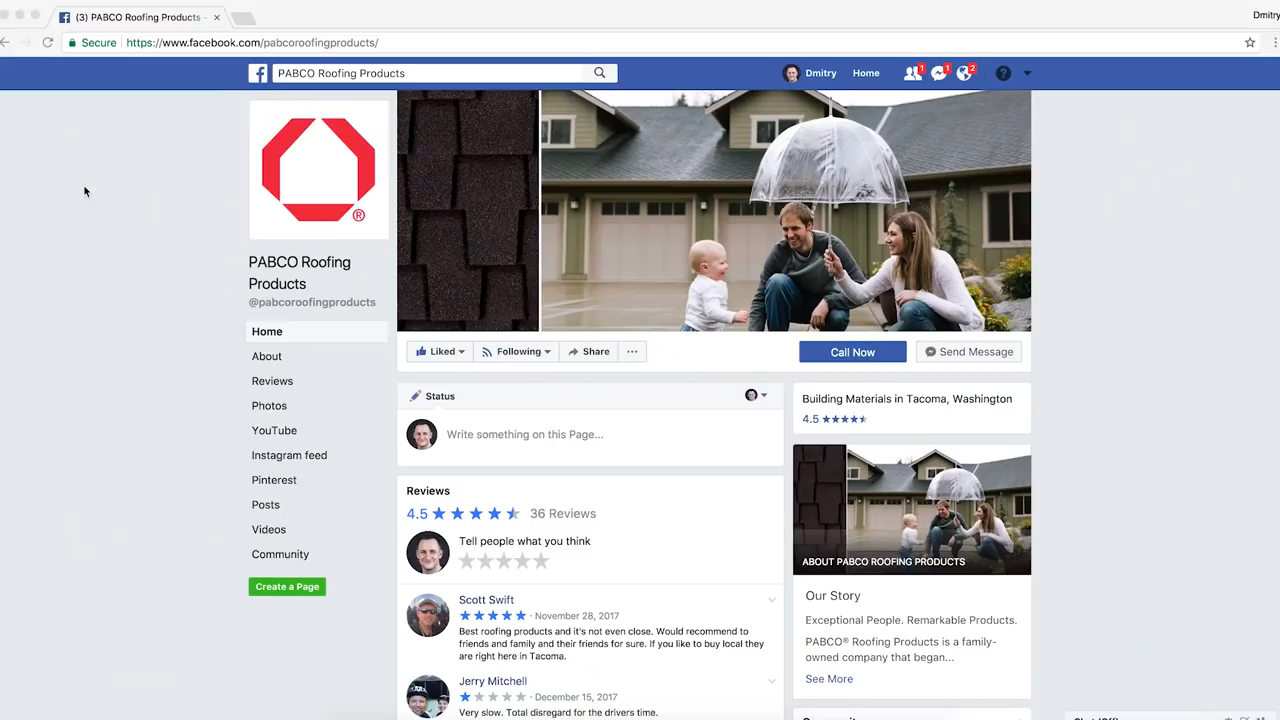 (3) PABCO Roofing Products -
Dmitry
Secure
https://www.facebook.com/pabcoroofingproducts/
PABCO Roofing Products
Dmitry
Home
1
1
2
?
®
PABCO Roofing
Products
@pabcoroofingproducts
Home
About
Reviews
Photos
YouTube
Instagram feed
Pinterest
Posts
Videos
Community
Create a Page
Liked
Following
Share
Call Now
Send Message
Status
Write something on this Page...
Reviews
4.5
36 Reviews
Tell people what you think
Scott Swift
· November 28, 2017
Best roofing products and it's not even close. Would recommend to
friends and family and their friends for sure. If you like to buy local they
are right here in Tacoma.
Jerry Mitchell
· December 15, 2017
Very slow. Total disregard for the drivers time.
Building Materials in Tacoma, Washington
4.5
ABOUT PABCO ROOFING PRODUCTS
Our Story
Exceptional People. Remarkable Products.
PABCO® Roofing Products is a family-
owned company that began...
See More